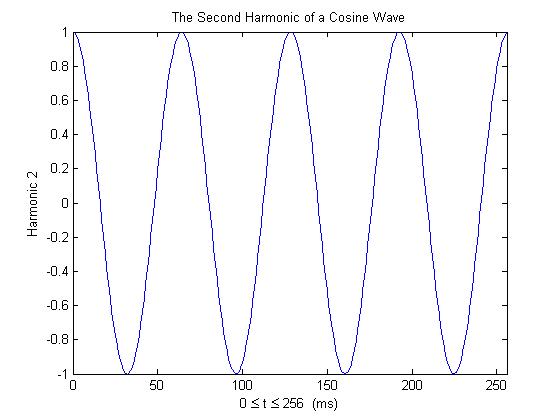 The Second Harmonic of a Cosine Wave
1
0.8
0.6
0.4
0.2
0
-0.2
-0.4
-0.6
-0.8
-1
Harmonic 2
0 50 100 150 200 250
0 ≤ t ≤ 256 (ms)